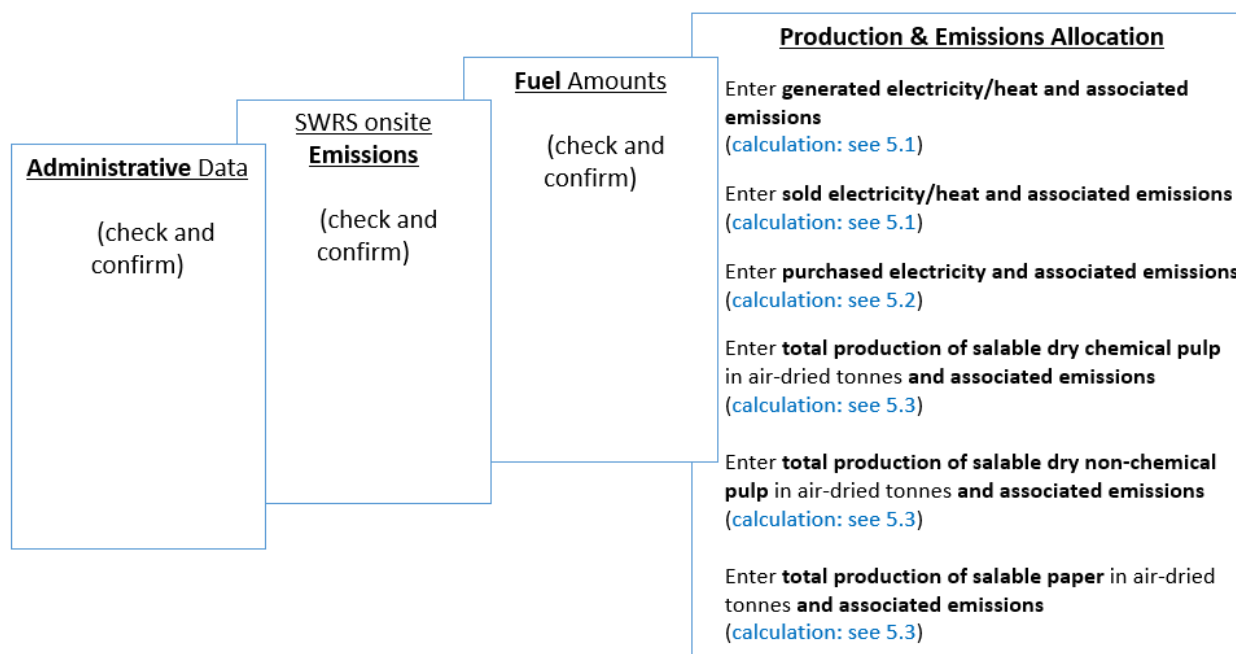 Administrative Data
(check and
confirm)
SWRS onsite
Emissions
(check and
confirm)
Fuel Amounts
(check and
confirm)
Production & Emissions Allocation
Enter generated electricity/heat and associated
emissions
(calculation: see 5.1)
Enter sold electricity/heat and associated emissions
(calculation: see 5.1)
Enter purchased electricity and associated emissions
(calculation: see 5.2)
Enter total production of salable dry chemical pulp
in air-dried tonnes and associated emissions
(calculation: see 5.3)
Enter total production of salable dry non-chemical
pulp in air-dried tonnes and associated emissions
(calculation: see 5.3)
Enter total production of salable paper in air-dried
tonnes and associated emissions
(calculation: see 5.3)